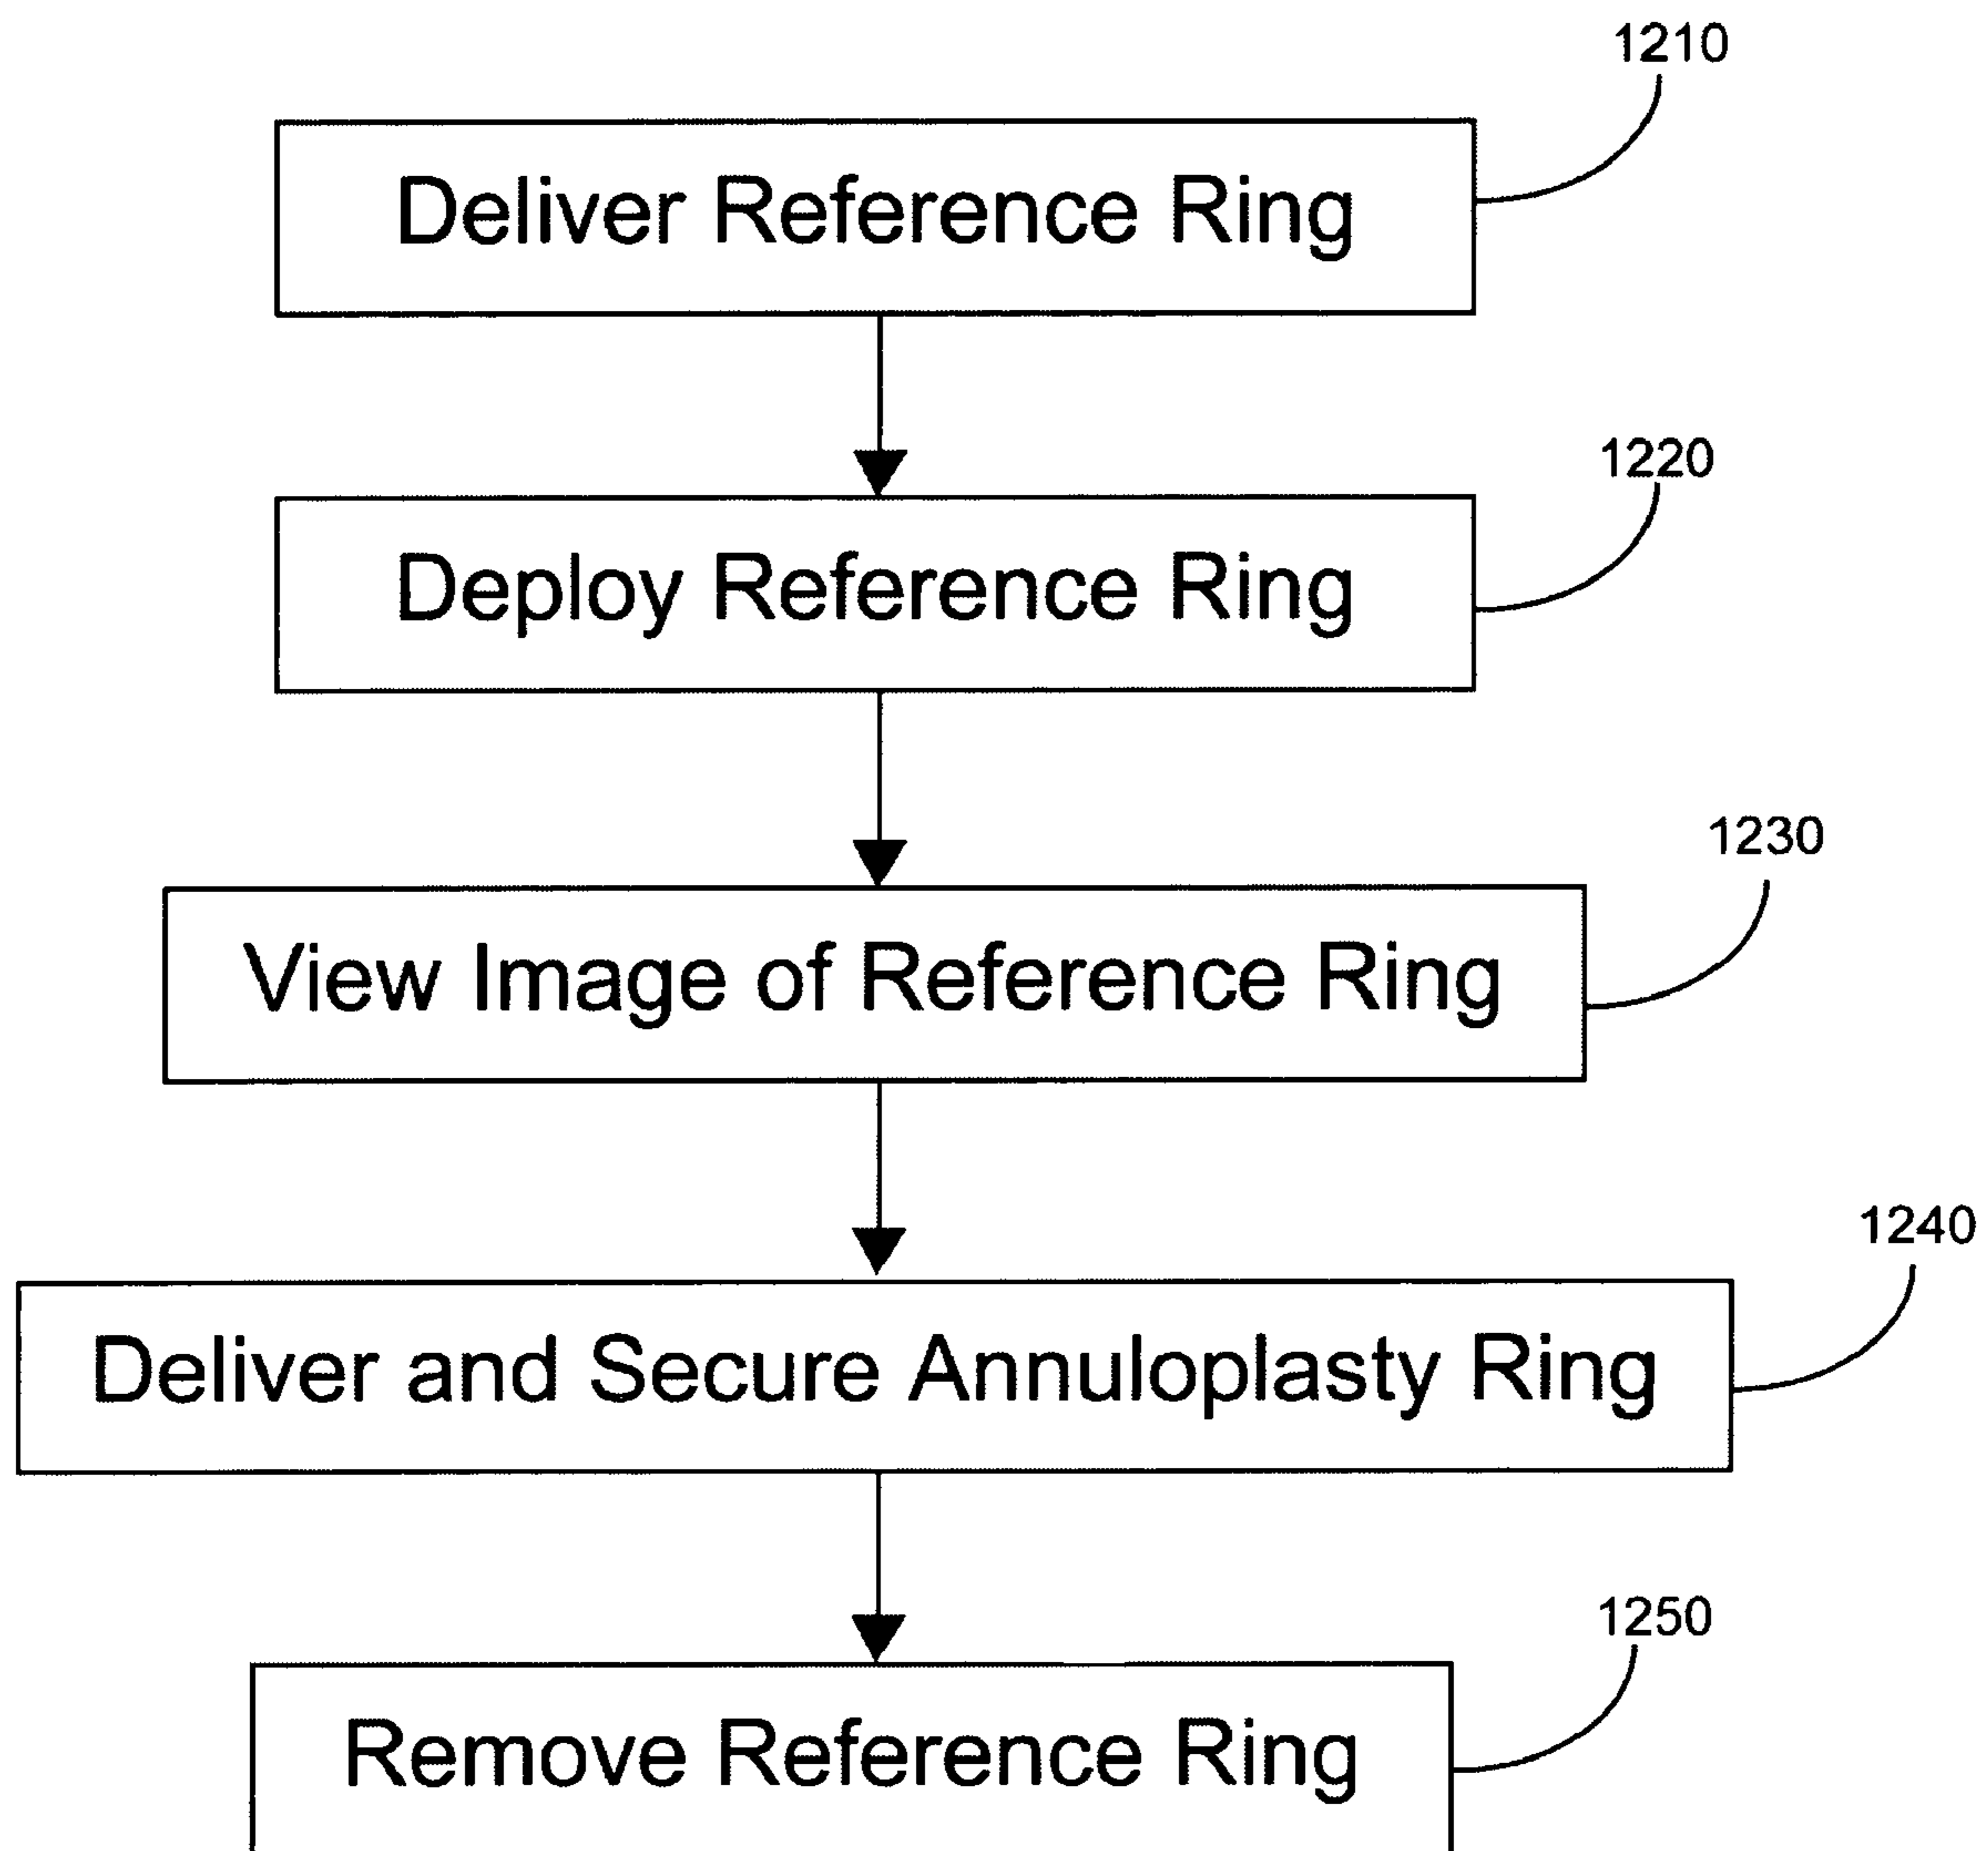 1210
Deliver Reference Ring
1220
Deploy Reference Ring
1230
View Image of Reference Ring
1240
Deliver and Secure Annuloplasty Ring
1250
Remove Reference Ring